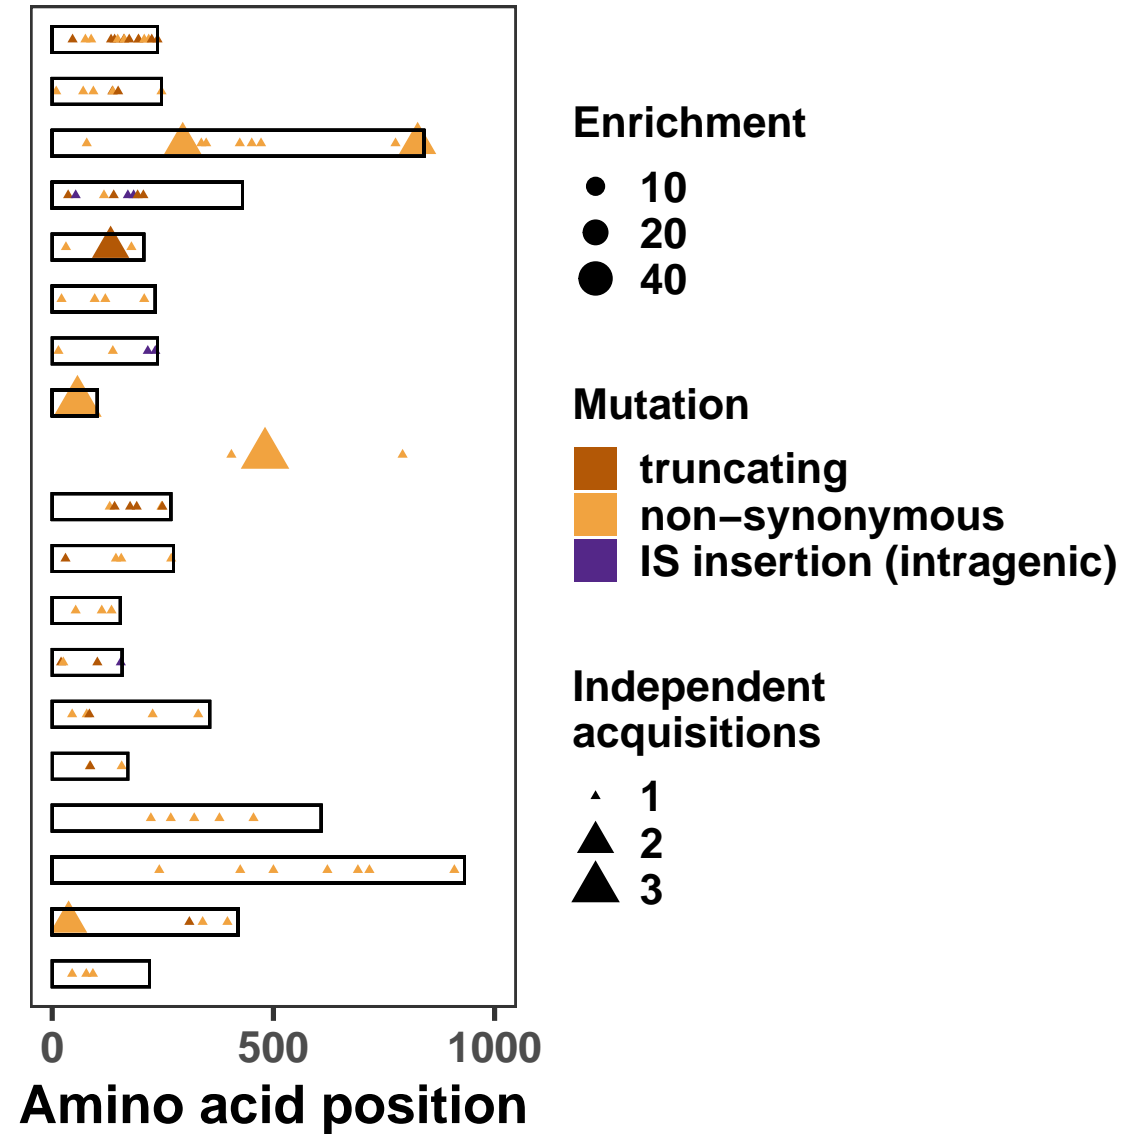 Enrichment
10
20
40
Mutation
truncating
non−synonymous
IS insertion (intragenic)
Independent
acquisitions
1
2
3
0 500 1000
Amino acid position